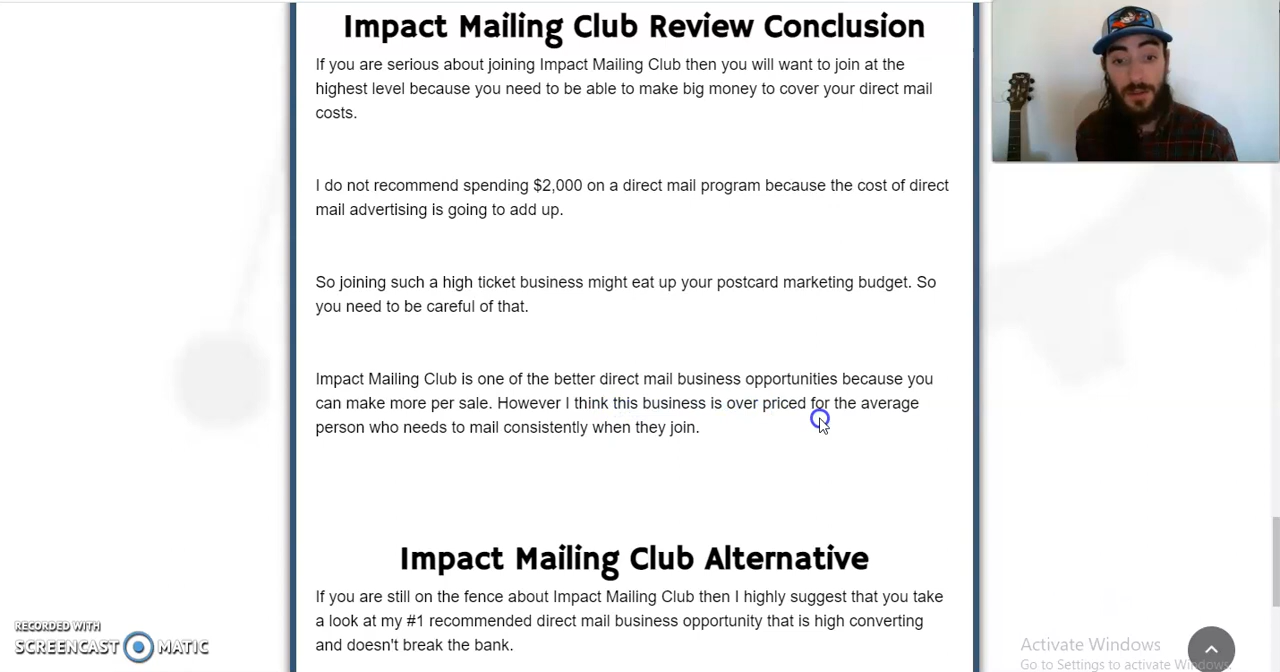 Impact Mailing Club Review Conclusion
If you are serious about joining Impact Mailing Club then you will want to join at the
highest level because you need to be able to make big money to cover your direct mail
costs.
I do not recommend spending $2,000 on a direct mail program because the cost of direct
mail advertising is going to add up.
So joining such a high ticket business might eat up your postcard marketing budget. So
you need to be careful of that.
Impact Mailing Club is one of the better direct mail business opportunities because you
can make more per sale. However I think this business is over priced for the average
person who needs to mail consistently when they join.
Impact Mailing Club Alternative
If you are still on the fence about Impact Mailing Club then I highly suggest that you take
a look at my #1 recommended direct mail business opportunity that is high converting
and doesn't break the bank.
RECORDED WITH
SCREENCAST MATIC
Activate Windows
Go to Settings to activate Windows